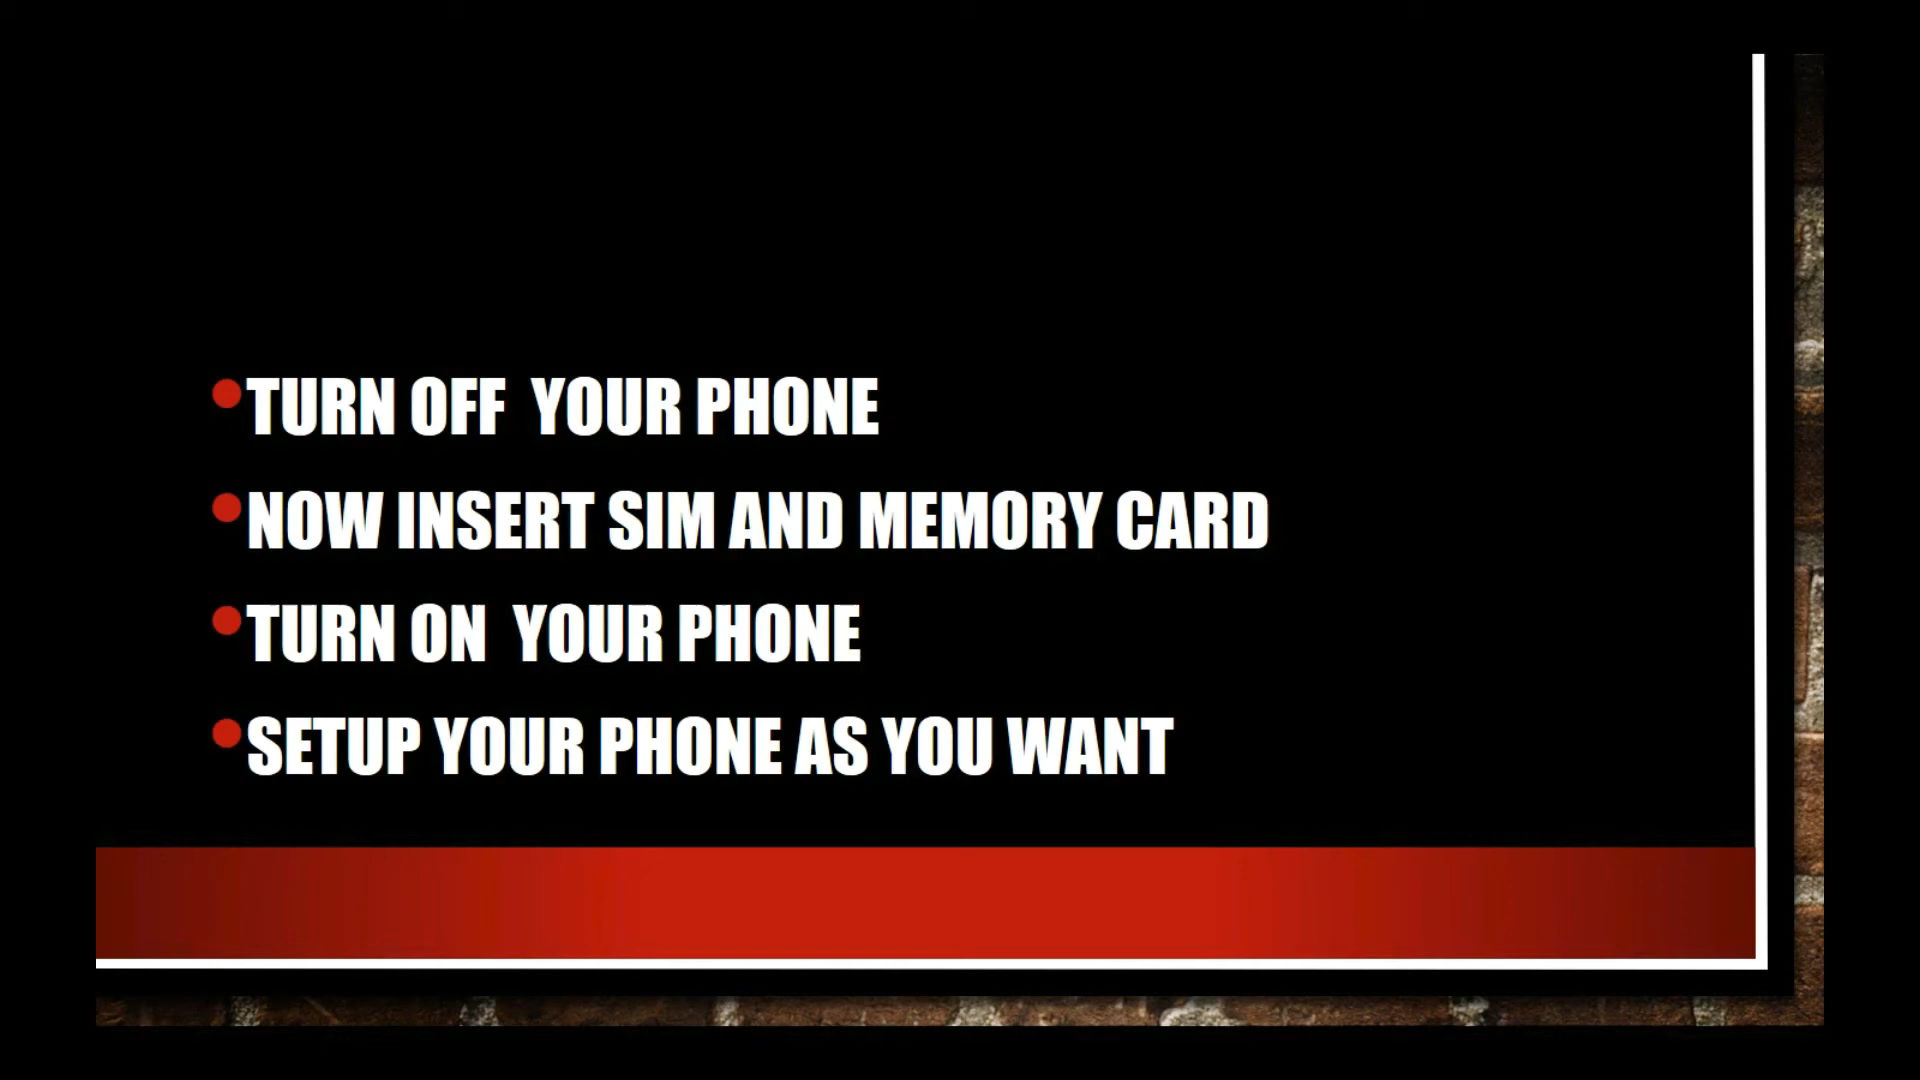 •TURN OFF  YOUR PHONE
•NOW INSERT SIM AND MEMORY CARD
•TURN ON  YOUR PHONE
•SETUP YOUR PHONE AS YOU WANT